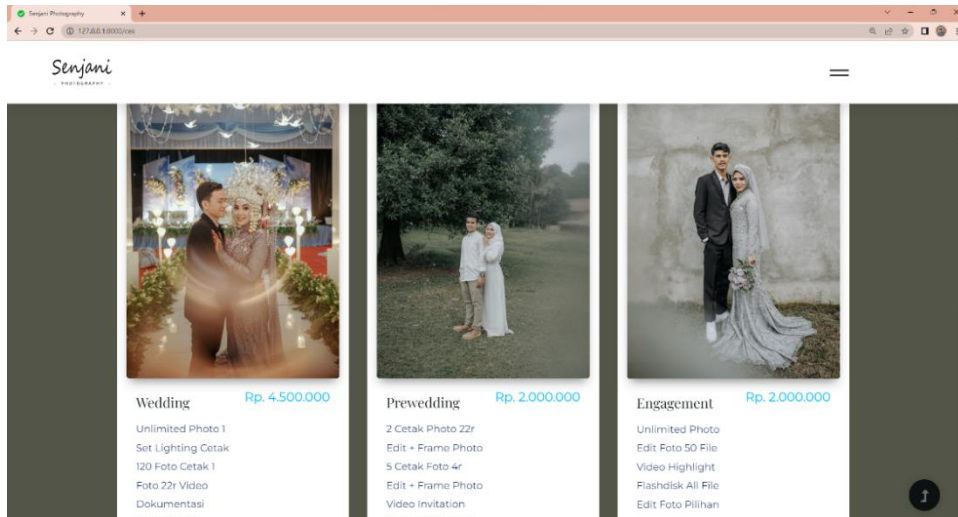 Senjani Photography
127.0.0.1:8000/ces
Senjani
- PHOTOGRAPHY -
Wedding Rp. 4.500.000
Unlimited Photo 1
Set Lighting Cetak
120 Foto Cetak 1
Foto 22r Video
Dokumentasi
Prewedding Rp. 2.000.000
2 Cetak Photo 22r
Edit + Frame Photo
5 Cetak Foto 4r
Edit + Frame Photo
Video Invitation
Engagement Rp. 2.000.000
Unlimited Photo
Edit Foto 50 File
Video Highlight
Flashdisk All File
Edit Foto Pilihan